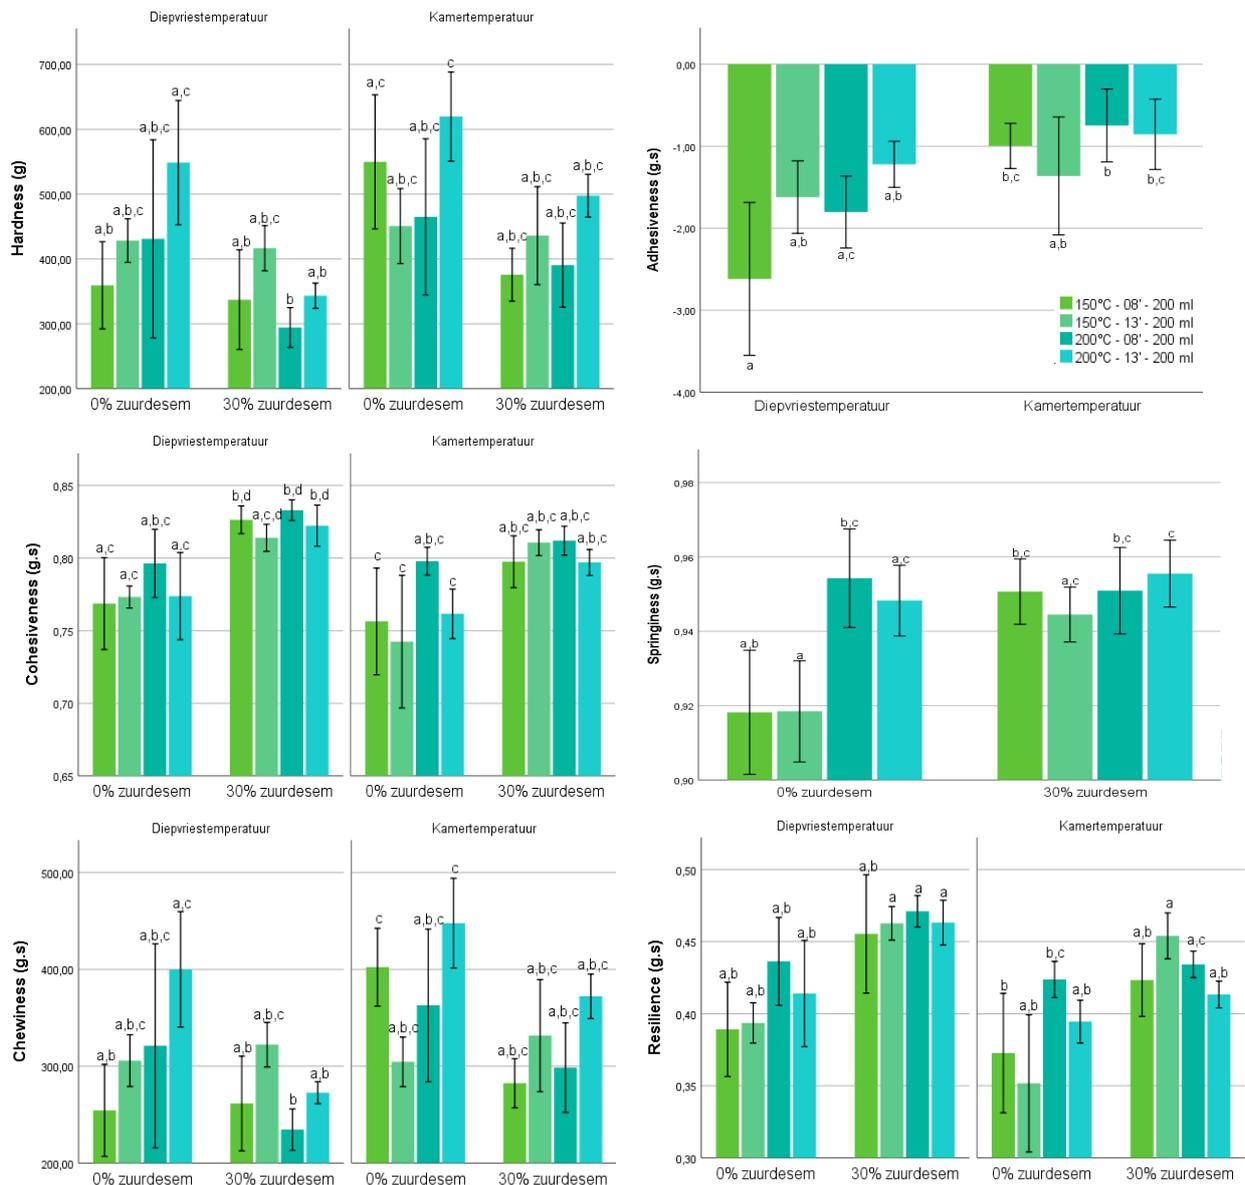 Diepvriestemperatuur Kamertemperatuur
Hardness (g)
700,00
600,00
500,00
400,00
300,00
200,00
a,b a,b,c a,b,c a,c
a,b a,b,c b a,b
a,c a,b,c a,b,c c
a,b,c a,b,c a,b,c a,b,c
0% zuurdesem 30% zuurdesem 0% zuurdesem 30% zuurdesem
Adhesiveness (g.s)
0,00
-1,00
-2,00
-3,00
-4,00
a a,b a,c a,b
b,c a,b b b,c
150°C - 08' - 200 ml
150°C - 13' - 200 ml
200°C - 08' - 200 ml
200°C - 13' - 200 ml
Diepvriestemperatuur Kamertemperatuur
Diepvriestemperatuur Kamertemperatuur
Cohesiveness (g.s)
0,85
0,80
0,75
0,70
0,65
a,c a,c a,b,c a,c
b,d a,c,d b,d b,d
c c a,b,c c
a,b,c a,b,c a,b,c a,b,c
0% zuurdesem 30% zuurdesem 0% zuurdesem 30% zuurdesem
Springiness (g.s)
0,98
0,96
0,94
0,92
0,90
a,b a b,c a,c
b,c a,c b,c c
0% zuurdesem 30% zuurdesem
Diepvriestemperatuur Kamertemperatuur
Chewiness (g.s)
500,00
400,00
300,00
200,00
a,b a,b,c a,b,c a,c
a,b a,b,c b a,b
c a,b,c a,b,c c
a,b,c a,b,c a,b,c a,b,c
0% zuurdesem 30% zuurdesem 0% zuurdesem 30% zuurdesem
Diepvriestemperatuur Kamertemperatuur
Resilience (g.s)
0,50
0,45
0,40
0,35
0,30
a,b a,b a,b a,b
a,b a a a
b a,b b,c a,b
a,b a a,c a,b
0% zuurdesem 30% zuurdesem 0% zuurdesem 30% zuurdesem